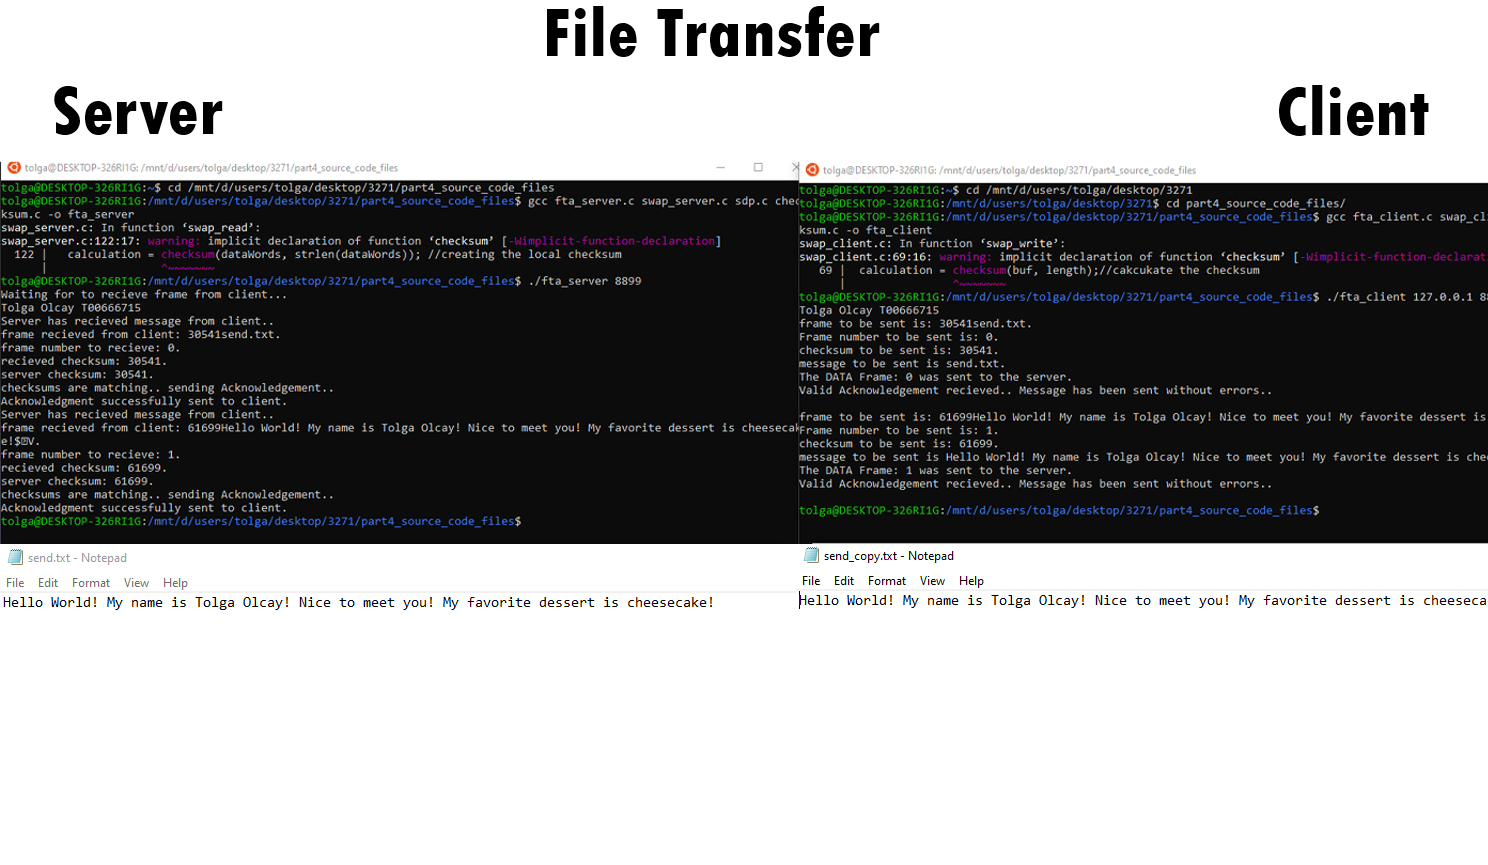 File Transfer
Server
Client
tolga@DESKTOP-326RI1G: /mnt/d/users/tolga/desktop/3271/part4_source_code_files
tolga@DESKTOP-326RI1G:~$ cd /mnt/d/users/tolga/desktop/3271/part4_source_code_files
tolga@DESKTOP-326RI1G:/mnt/d/users/tolga/desktop/3271/part4_source_code_files$ gcc fta_server.c swap_server.c sdp.c chec
ksum.c -o fta_server
swap_server.c: In function ‘swap_read’:
swap_server.c:122:17: warning: implicit declaration of function ‘checksum’ [-Wimplicit-function-declaration]
122 |   calculation = checksum(dataWords, strlen(dataWords)); //creating the local checksum
|                 ^~~~~~~~
tolga@DESKTOP-326RI1G:/mnt/d/users/tolga/desktop/3271/part4_source_code_files$ ./fta_server 8899
Waiting for to recieve frame from client...
Tolga Olcay T00666715
Server has recieved message from client..
frame recieved from client: 30541send.txt.
frame number to recieve: 0.
recieved checksum: 30541.
server checksum: 30541.
checksums are matching.. sending Acknowledgement..
Acknowledgment successfully sent to client.
Server has recieved message from client..
frame recieved from client: 61699Hello World! My name is Tolga Olcay! Nice to meet you! My favorite dessert is cheesecak
e!$V.
frame number to recieve: 1.
recieved checksum: 61699.
server checksum: 61699.
checksums are matching.. sending Acknowledgement..
Acknowledgment successfully sent to client.
tolga@DESKTOP-326RI1G:/mnt/d/users/tolga/desktop/3271/part4_source_code_files$
send.txt - Notepad
File Edit Format View Help
Hello World! My name is Tolga Olcay! Nice to meet you! My favorite dessert is cheesecake!
tolga@DESKTOP-326RI1G: /mnt/d/users/tolga/desktop/3271/part4_source_code_files
tolga@DESKTOP-326RI1G:~$ cd /mnt/d/users/tolga/desktop/3271
tolga@DESKTOP-326RI1G:/mnt/d/users/tolga/desktop/3271$ cd part4_source_code_files/
tolga@DESKTOP-326RI1G:/mnt/d/users/tolga/desktop/3271/part4_source_code_files$ gcc fta_client.c swap_cli
ksum.c -o fta_client
swap_client.c: In function ‘swap_write’:
swap_client.c:69:16: warning: implicit declaration of function ‘checksum’ [-Wimplicit-function-declarat
69 |  calculation = checksum(buf, length);//cakcukate the checksum
|                ^~~~~~~~
tolga@DESKTOP-326RI1G:/mnt/d/users/tolga/desktop/3271/part4_source_code_files$ ./fta_client 127.0.0.1 88
Tolga Olcay T00666715
frame to be sent is: 30541send.txt.
Frame number to be sent is: 0.
checksum to be sent is: 30541.
message to be sent is send.txt.
The DATA Frame: 0 was sent to the server.
Valid Acknowledgement recieved.. Message has been sent without errors..
frame to be sent is: 61699Hello World! My name is Tolga Olcay! Nice to meet you! My favorite dessert is
Frame number to be sent is: 1.
checksum to be sent is: 61699.
message to be sent is Hello World! My name is Tolga Olcay! Nice to meet you! My favorite dessert is chee
The DATA Frame: 1 was sent to the server.
Valid Acknowledgement recieved.. Message has been sent without errors..
tolga@DESKTOP-326RI1G:/mnt/d/users/tolga/desktop/3271/part4_source_code_files$
send_copy.txt - Notepad
File Edit Format View Help
Hello World! My name is Tolga Olcay! Nice to meet you! My favorite dessert is cheeseca